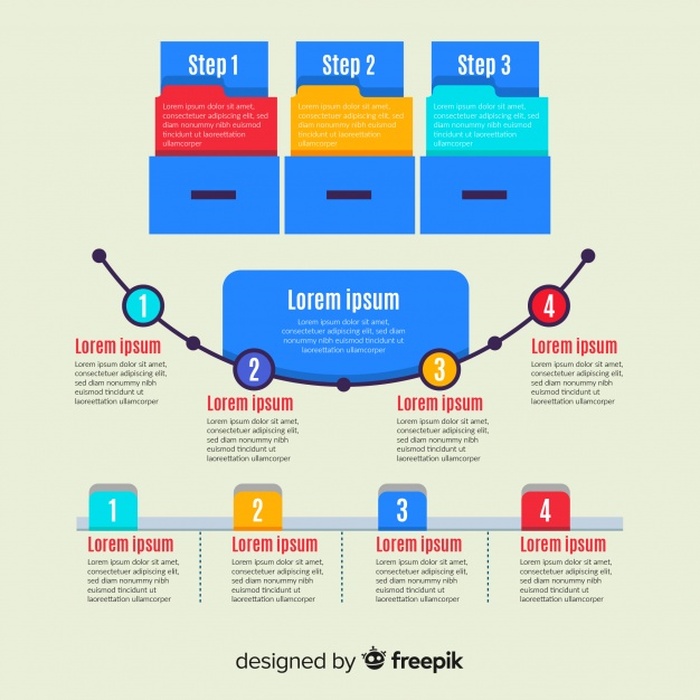 Step 1
Step 2
Step 3
Lorem ipsum dolor sit amet,
consectetuer adipiscing elit,
sed diam nonummy nibh euismod
tincidunt ut laoreettation
ullamcorper
Lorem ipsum dolor sit amet,
consectetuer adipiscing elit,
sed diam nonummy nibh euismod
tincidunt ut laoreettation
ullamcorper
Lorem ipsum dolor sit amet,
consectetuer adipiscing elit,
sed diam nonummy nibh euismod
tincidunt ut laoreettation
ullamcorper
Lorem ipsum
Lorem ipsum dolor sit amet,
consectetuer adipiscing elit, sed diam
nonummy nibh euismod tincidunt ut
laoreettation ullamcorper
1
Lorem ipsum
Lorem ipsum dolor sit amet,
consectetuer adipiscing elit,
sed diam nonummy nibh
euismod tincidunt ut
laoreettation ullamcorper
2
Lorem ipsum
Lorem ipsum dolor sit amet,
consectetuer adipiscing elit,
sed diam nonummy nibh
euismod tincidunt ut
laoreettation ullamcorper
3
Lorem ipsum
Lorem ipsum dolor sit amet,
consectetuer adipiscing elit,
sed diam nonummy nibh
euismod tincidunt ut
laoreettation ullamcorper
4
Lorem ipsum
Lorem ipsum dolor sit amet,
consectetuer adipiscing elit,
sed diam nonummy nibh
euismod tincidunt ut
laoreettation ullamcorper
1
Lorem ipsum
Lorem ipsum dolor sit amet,
consectetuer adipiscing elit,
sed diam nonummy nibh
euismod tincidunt ut
laoreettation ullamcorper
2
Lorem ipsum
Lorem ipsum dolor sit amet,
consectetuer adipiscing elit,
sed diam nonummy nibh
euismod tincidunt ut
laoreettation ullamcorper
3
Lorem ipsum
Lorem ipsum dolor sit amet,
consectetuer adipiscing elit,
sed diam nonummy nibh
euismod tincidunt ut
laoreettation ullamcorper
4
Lorem ipsum
Lorem ipsum dolor sit amet,
consectetuer adipiscing elit,
sed diam nonummy nibh
euismod tincidunt ut
laoreettation ullamcorper
designed by freepik